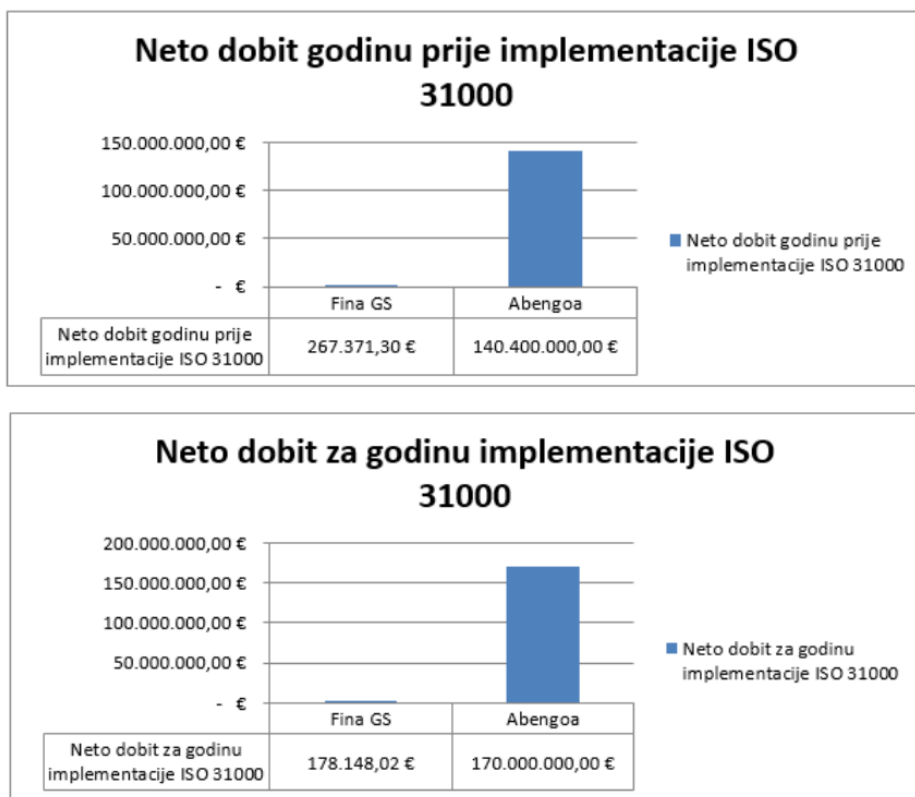 Neto dobit godinu prije implementacije ISO
31000
150.000.000,00 €
100.000.000,00 €
50.000.000,00 €
- €
Fina GS Abengoa
Neto dobit godinu prije
implementacije ISO 31000
267.371,30 € 140.400.000,00 €
Neto dobit godinu prije
implementacije ISO 31000
Neto dobit za godinu implementacije ISO
31000
200.000.000,00 €
150.000.000,00 €
100.000.000,00 €
50.000.000,00 €
- €
Fina GS Abengoa
Neto dobit za godinu
implementacije ISO 31000
178.148,02 € 170.000.000,00 €
Neto dobit za godinu
implementacije ISO 31000